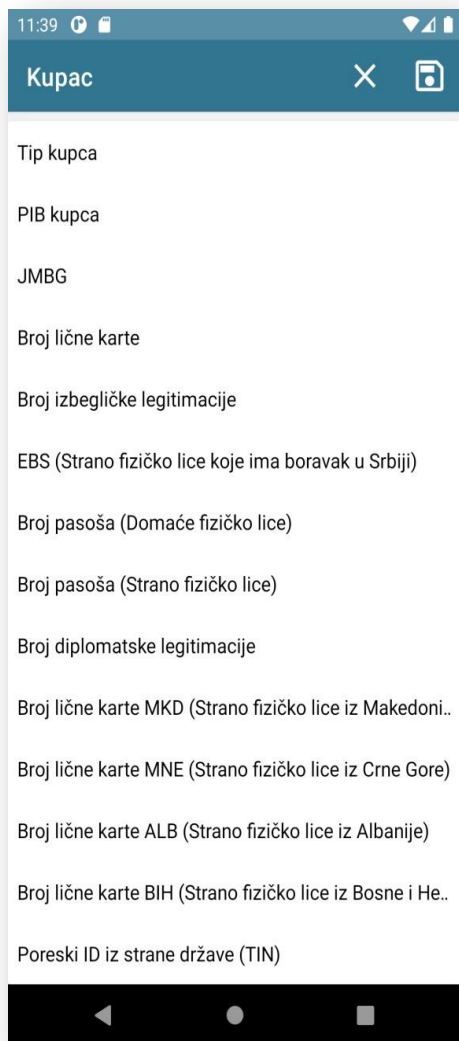 11:39
Kupac
Tip kupca
PIB kupca
JMBG
Broj lične karte
Broj izbegličke legitimacije
EBS (Strano fizičko lice koje ima boravak u Srbiji)
Broj pasoša (Domaće fizičko lice)
Broj pasoša (Strano fizičko lice)
Broj diplomatske legitimacije
Broj lične karte MKD (Strano fizičko lice iz Makedoni..
Broj lične karte MNE (Strano fizičko lice iz Crne Gore)
Broj lične karte ALB (Strano fizičko lice iz Albanije)
Broj lične karte BIH (Strano fizičko lice iz Bosne i He..
Poreski ID iz strane države (TIN)